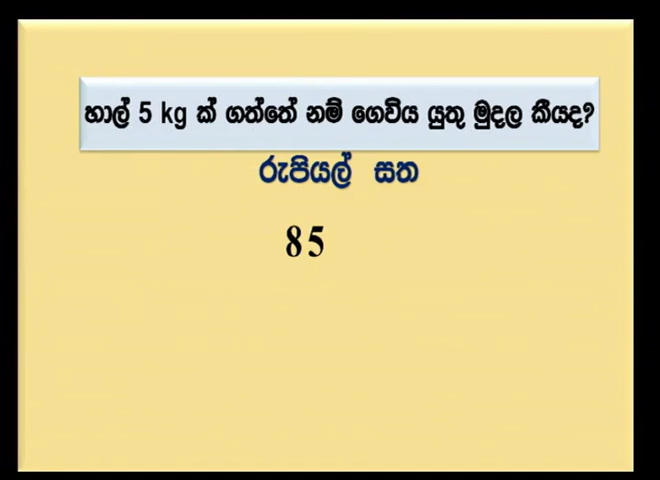 හාල් 5 kg ක් ගත්තේ නම් ගෙවිය යුතු මුදල කීයද?
රුපියල් සත
85